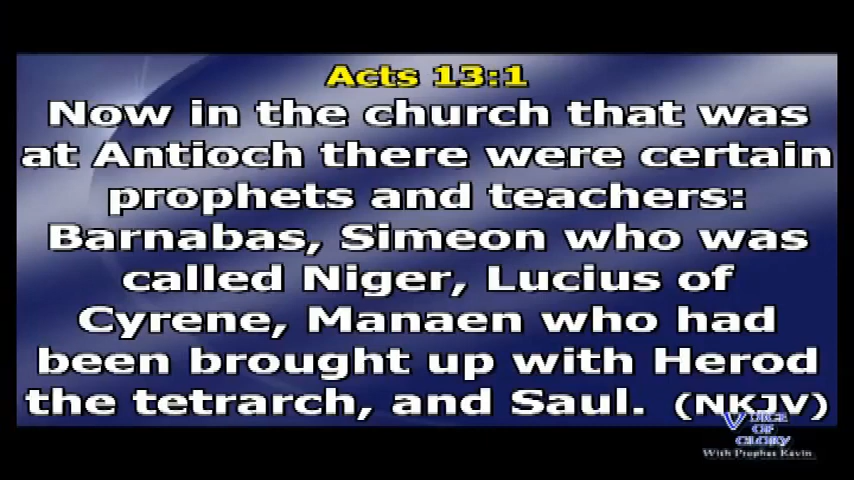 Acts 13:1
Now in the church that was
at Antioch there were certain
prophets and teachers:
Barnabas, Simeon who was
called Niger, Lucius of
Cyrene, Manaen who had
been brought up with Herod
the tetrarch, and Saul. (NKJV)
VOICE
OF
GLORY
With Prophet Kevin